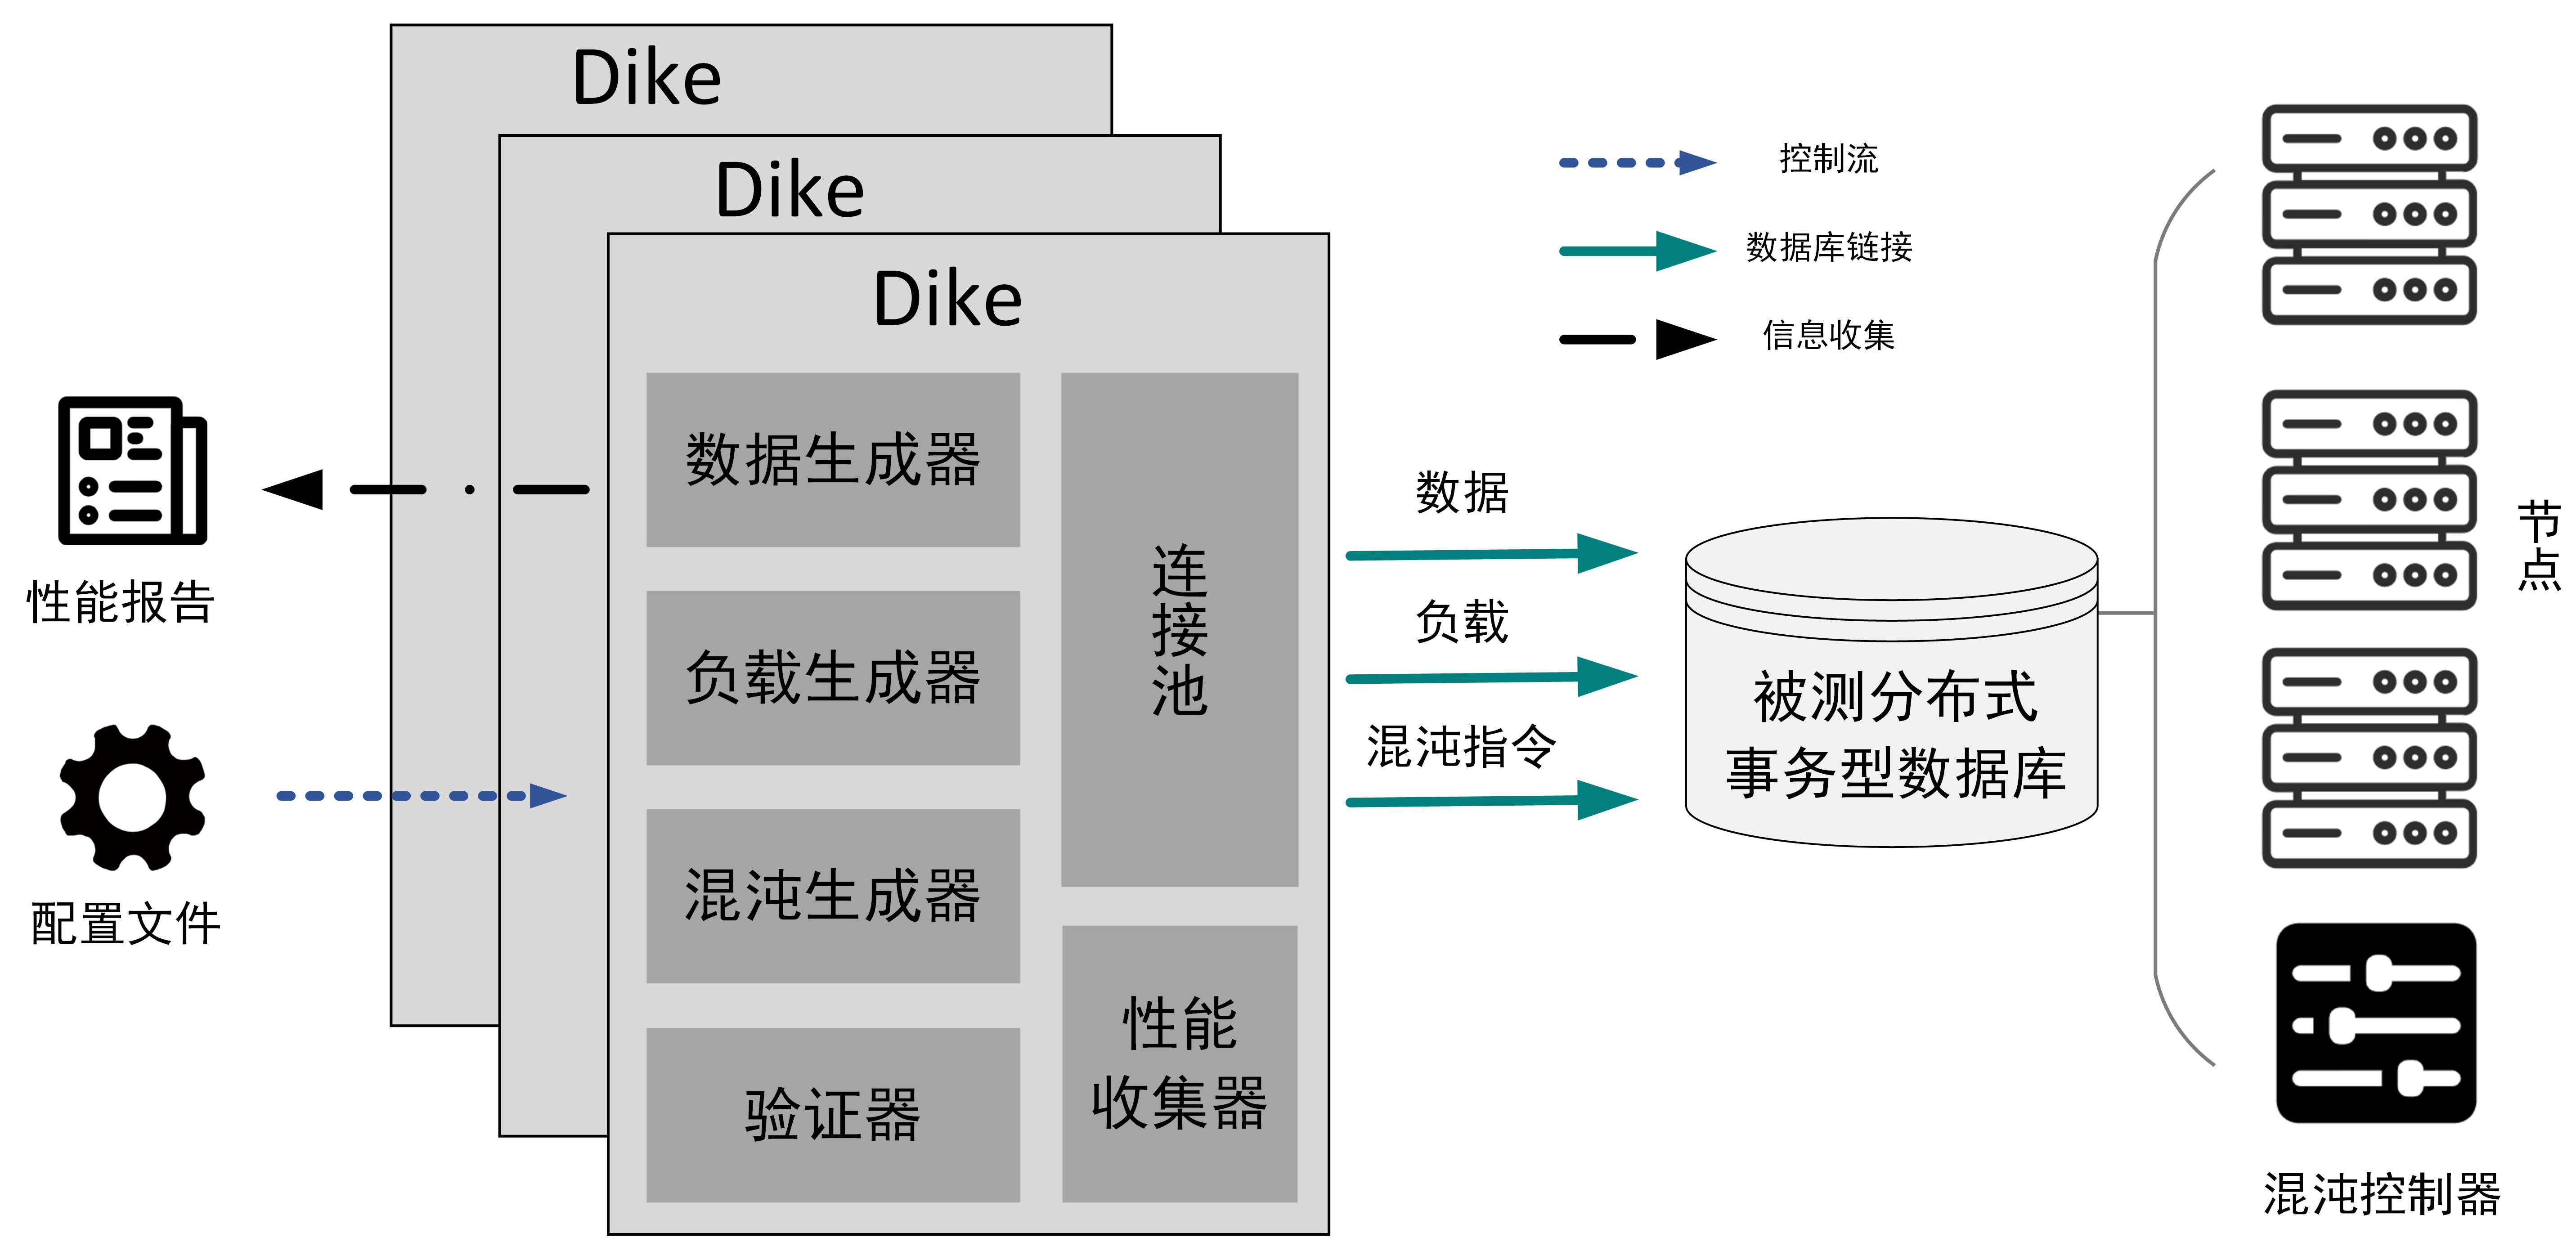 Dike
Dike
Dike
数据生成器
负载生成器
混沌生成器
验证器
连接池
性能
收集器
性能报告
配置文件
控制流
数据库链接
信息收集
数据
负载
混沌指令
被测分布式
事务型数据库
节点
混沌控制器